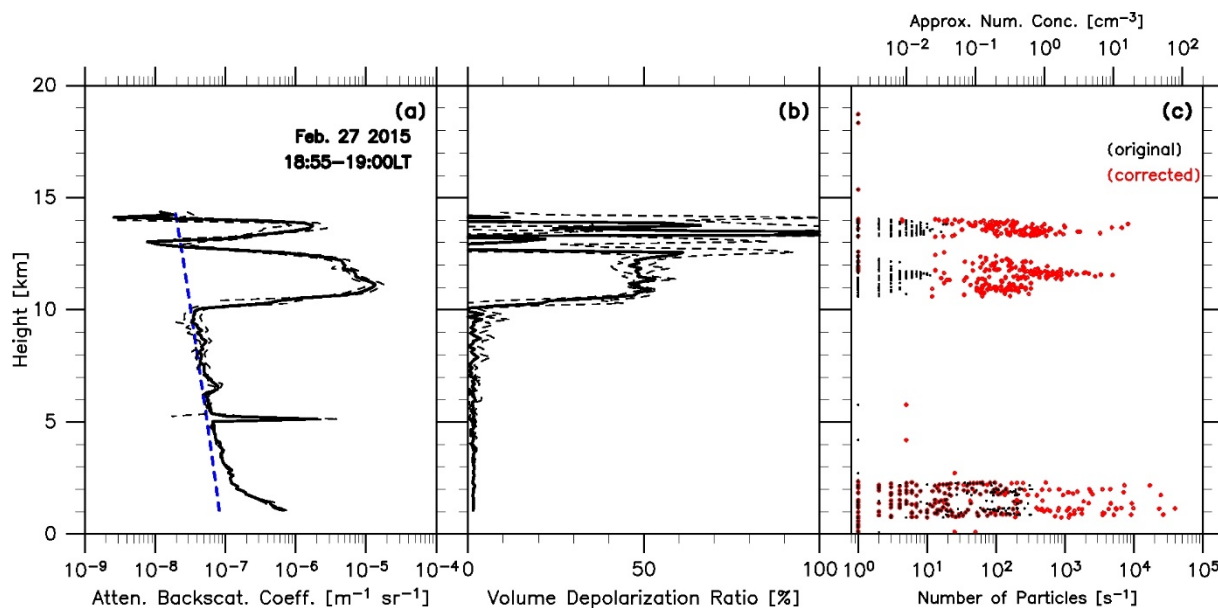 Approx. Num. Conc. [cm⁻³]
10⁻² 10⁻¹ 10⁰ 10¹ 10²
20
15
10
5
0
Height [km]
(a)
Feb. 27 2015
18:55−19:00LT
(b)
(c)
(original)
(corrected)
10⁻⁹ 10⁻⁸ 10⁻⁷ 10⁻⁶ 10⁻⁵ 10⁻⁴
0 50 100
10⁰ 10¹ 10² 10³ 10⁴ 10⁵
Atten. Backscat. Coeff. [m⁻¹ sr⁻¹]
Volume Depolarization Ratio [%]
Number of Particles [s⁻¹]